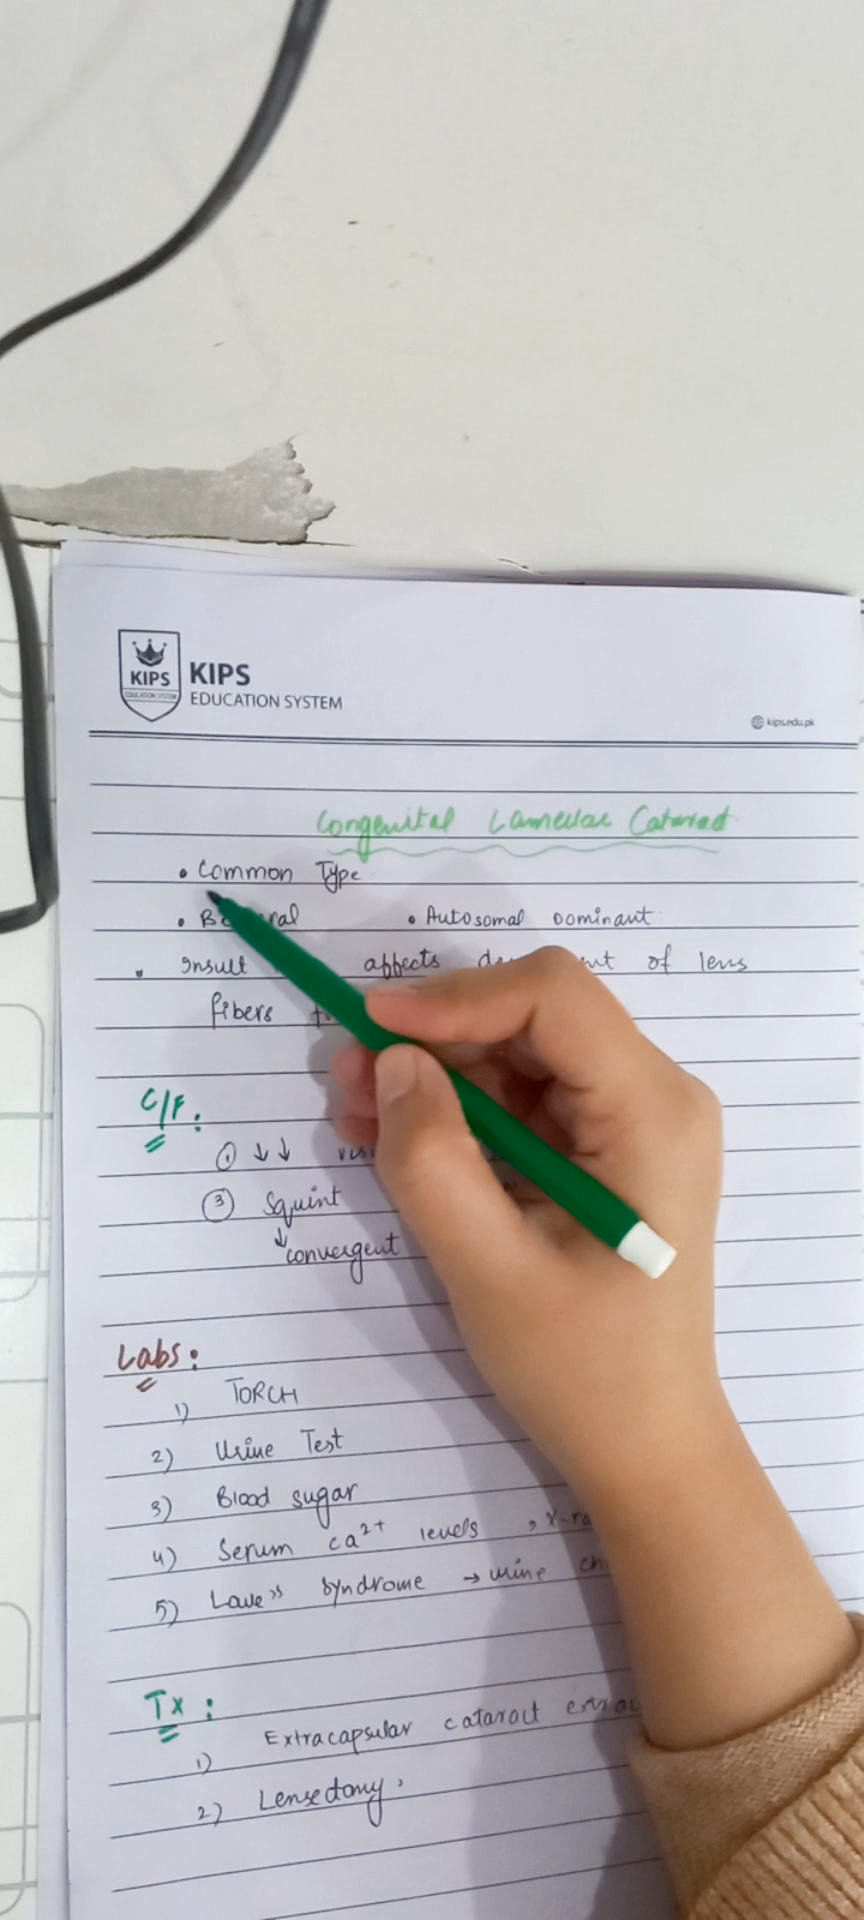 KIPS
EDUCATION SYSTEM
KIPS
EDUCATION SYSTEM
kips.edu.pk
Congenital Lamellar Cataract
• Common Type
• • Autosomal Dominant
• Insult affects of lens
fibers
C/F:
① ↓↓
③ Squint
↓
convergent
Labs:
1) TORCH
2) Urine Test
3) Blood sugar
4) Serum ca²⁺ levels ,
5) Lowe's syndrome → urine
Tx:
1) Extracapsular cataract
2) Lensectomy.